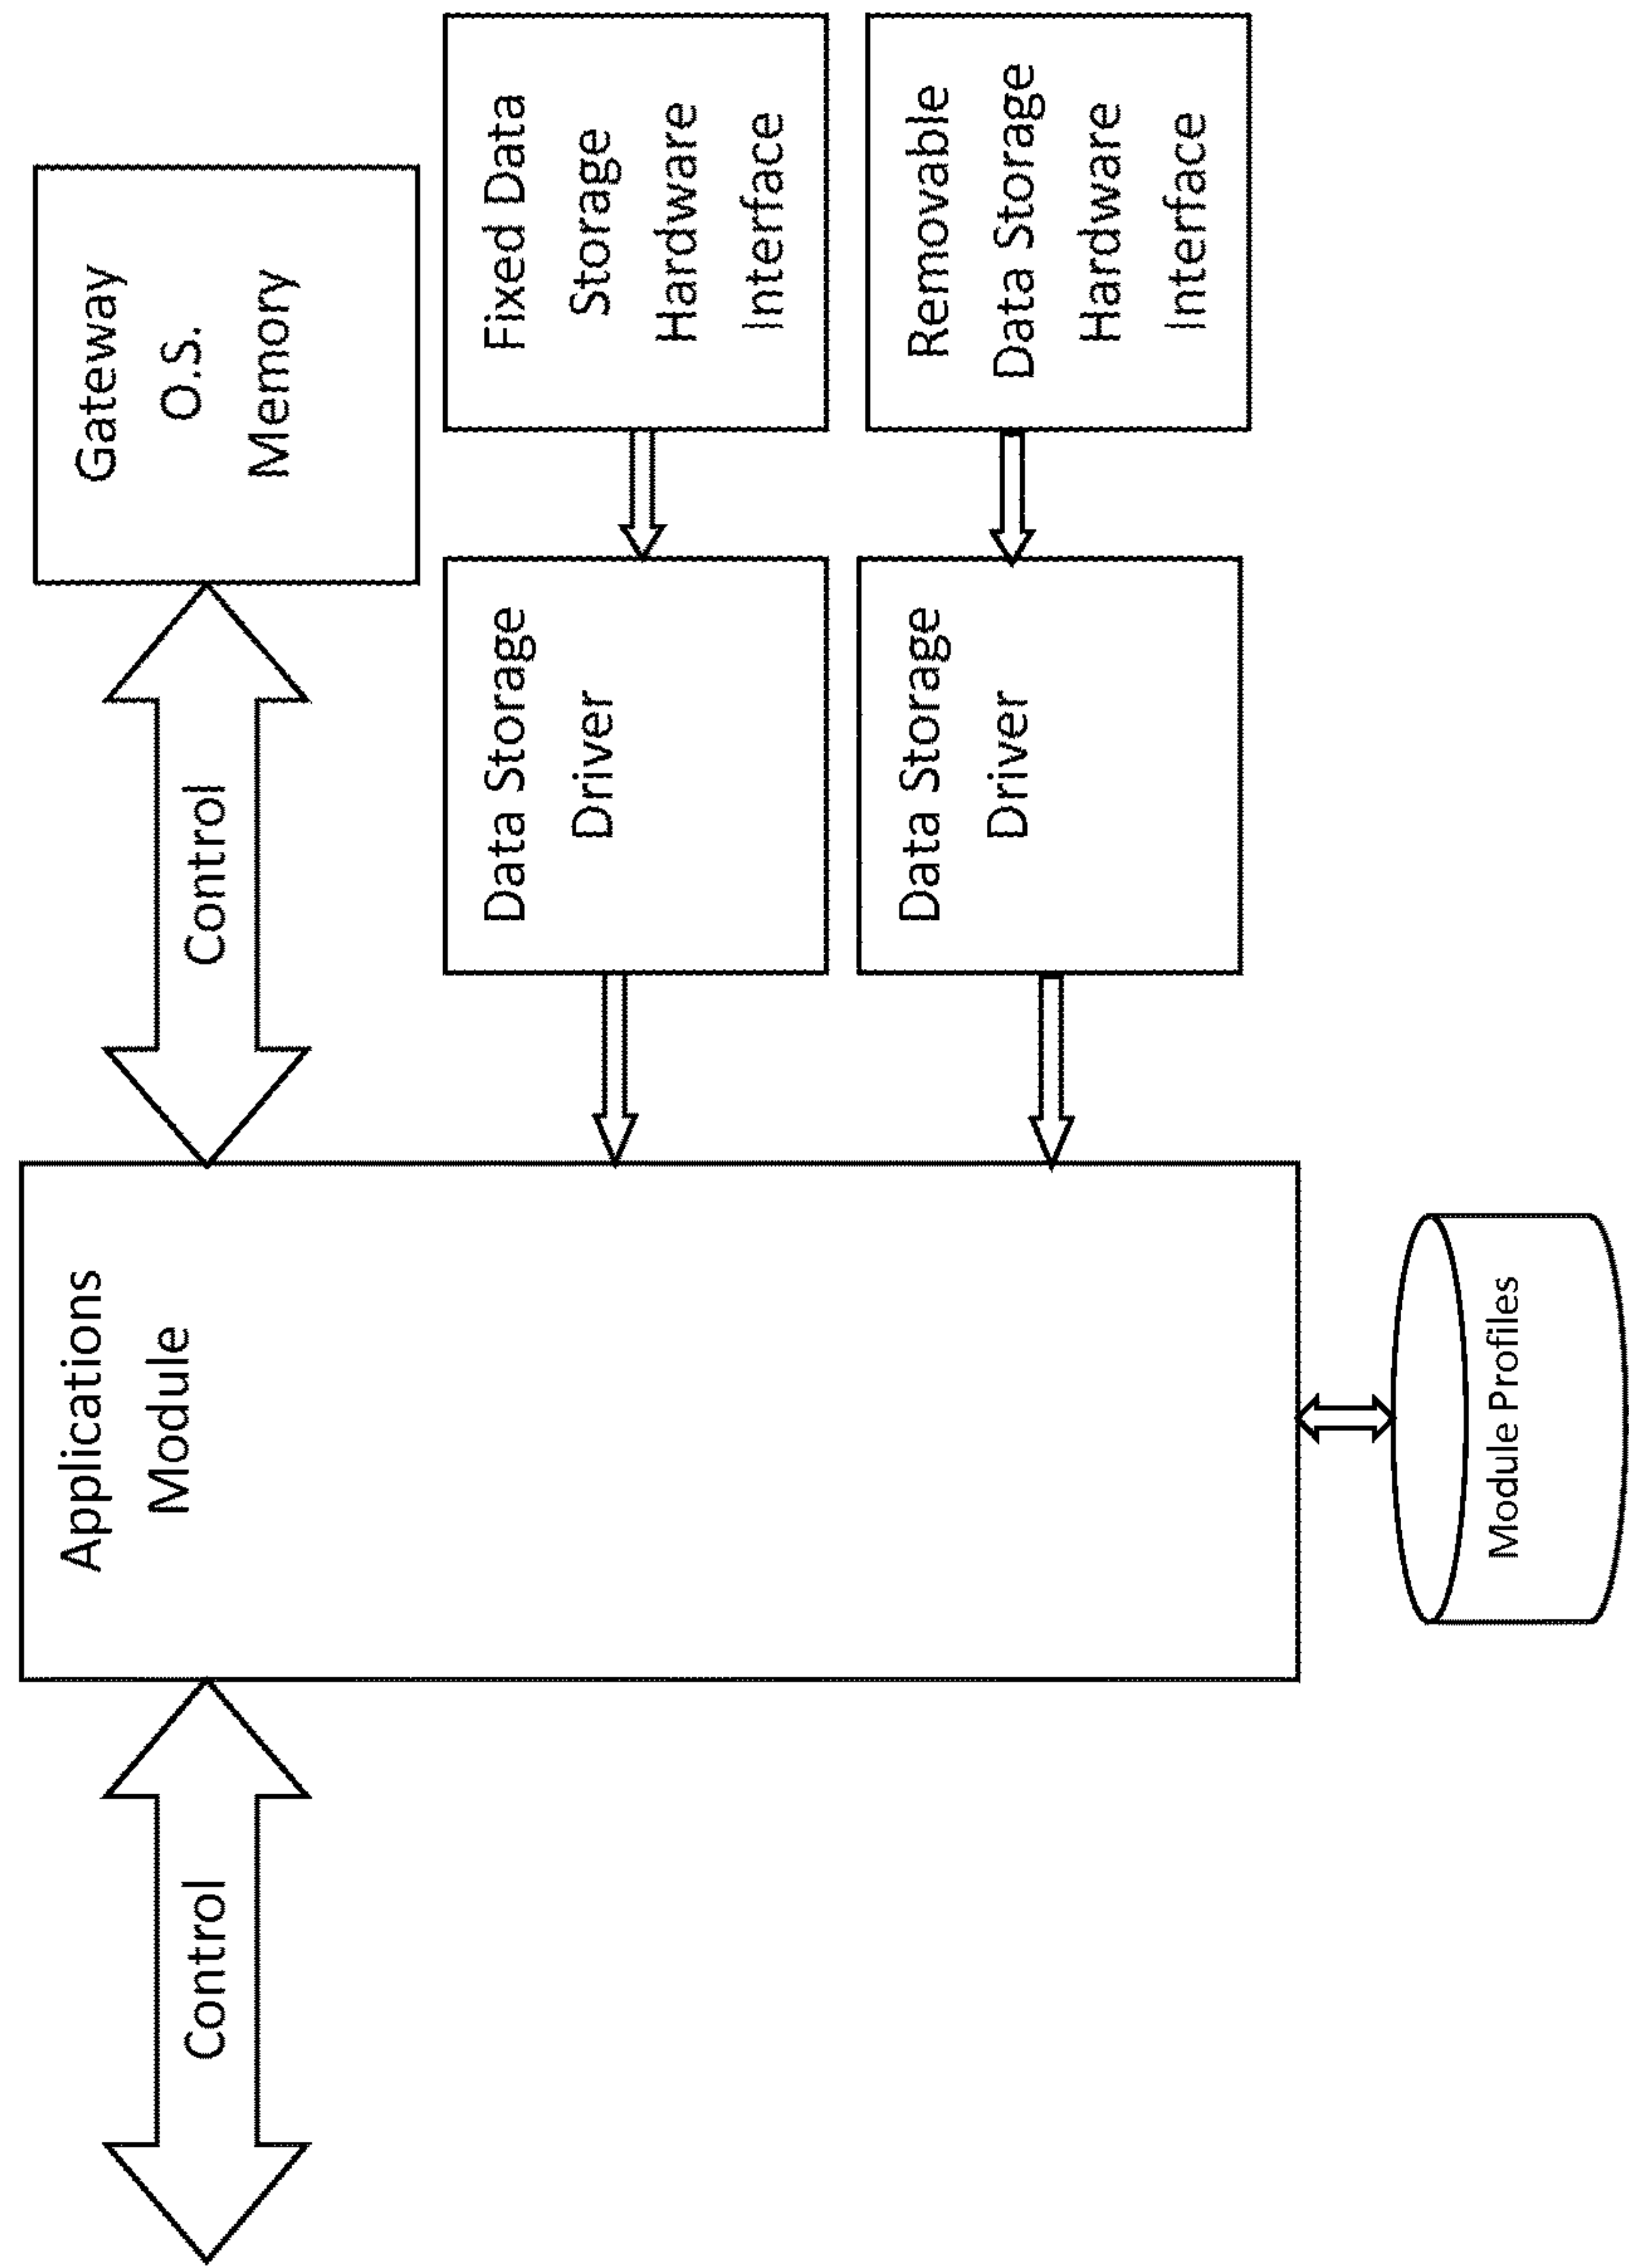 Control
Applications
Module
Control
Gateway
O.S.
Memory
Data Storage
Driver
Fixed Data
Storage
Hardware
Interface
Data Storage
Driver
Removable
Data Storage
Hardware
Interface
Module Profiles